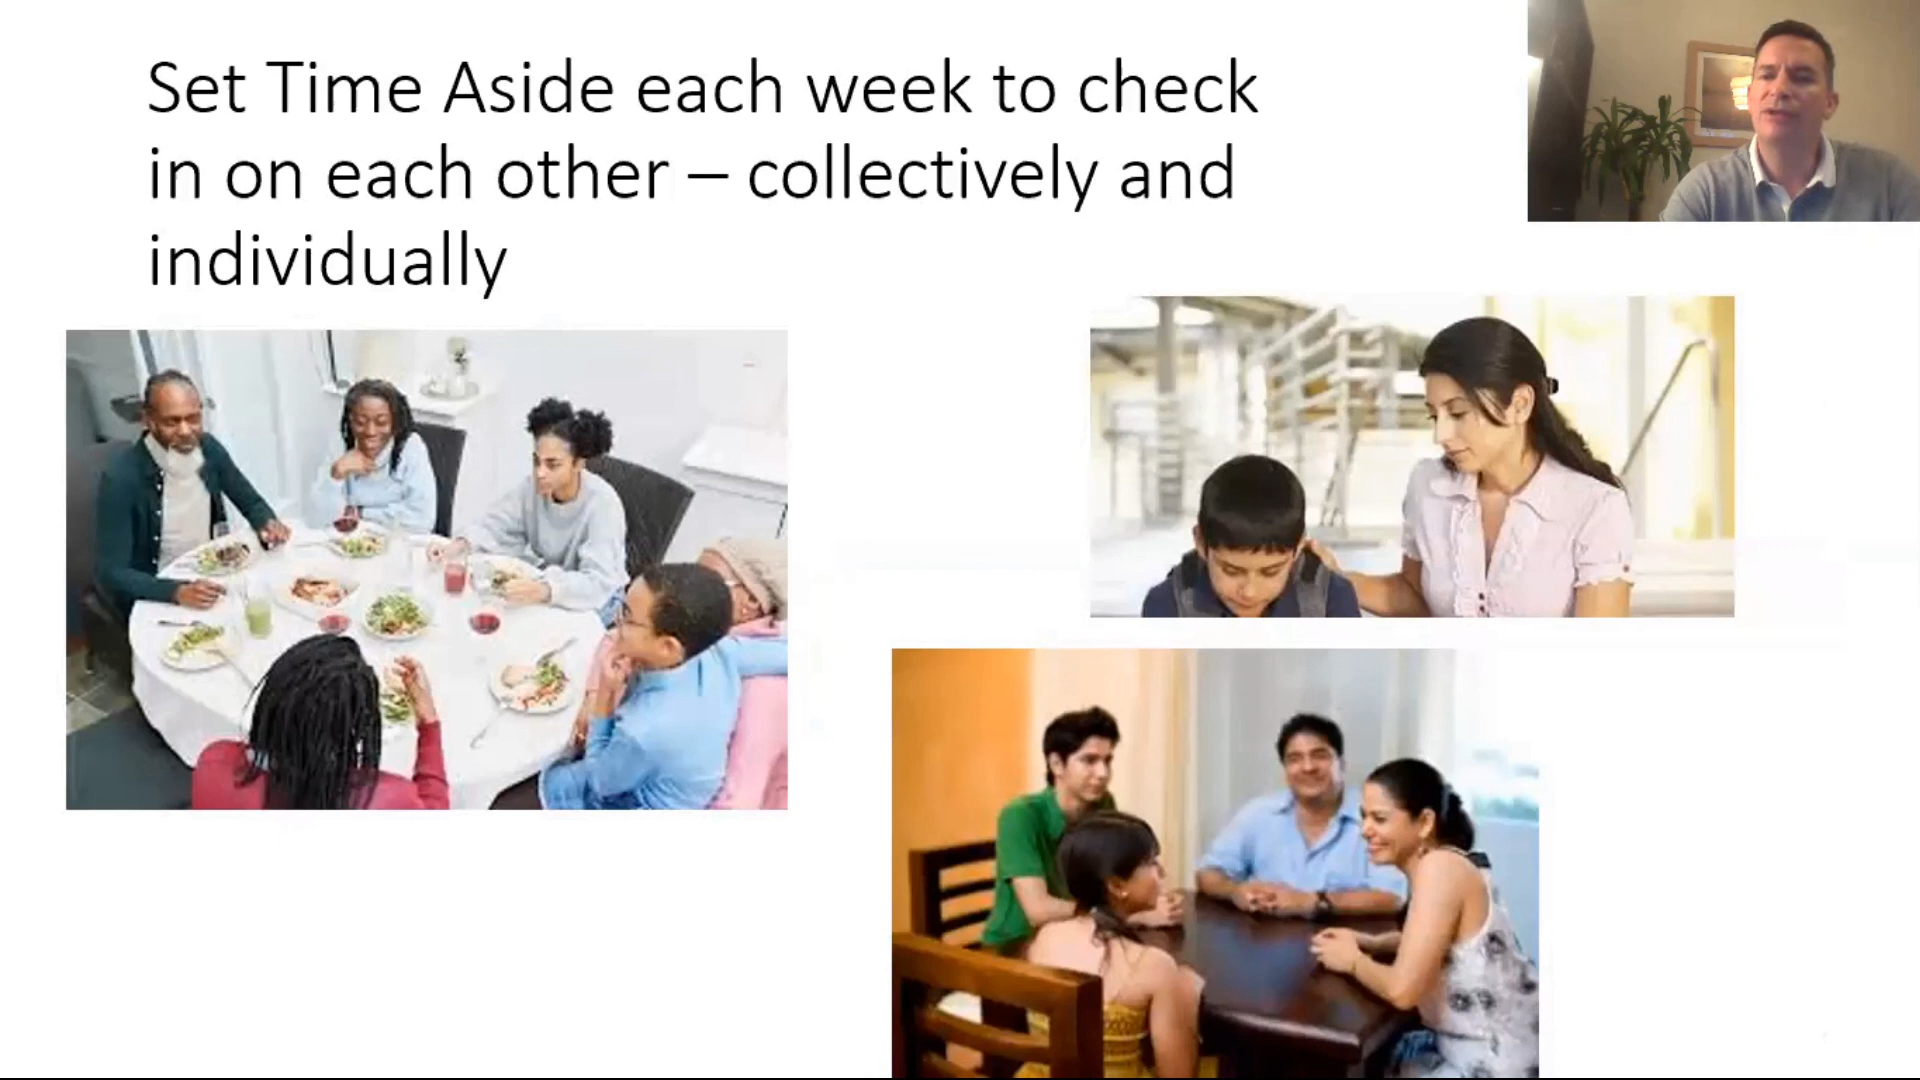 Set Time Aside each week to check
in on each other – collectively and
individually